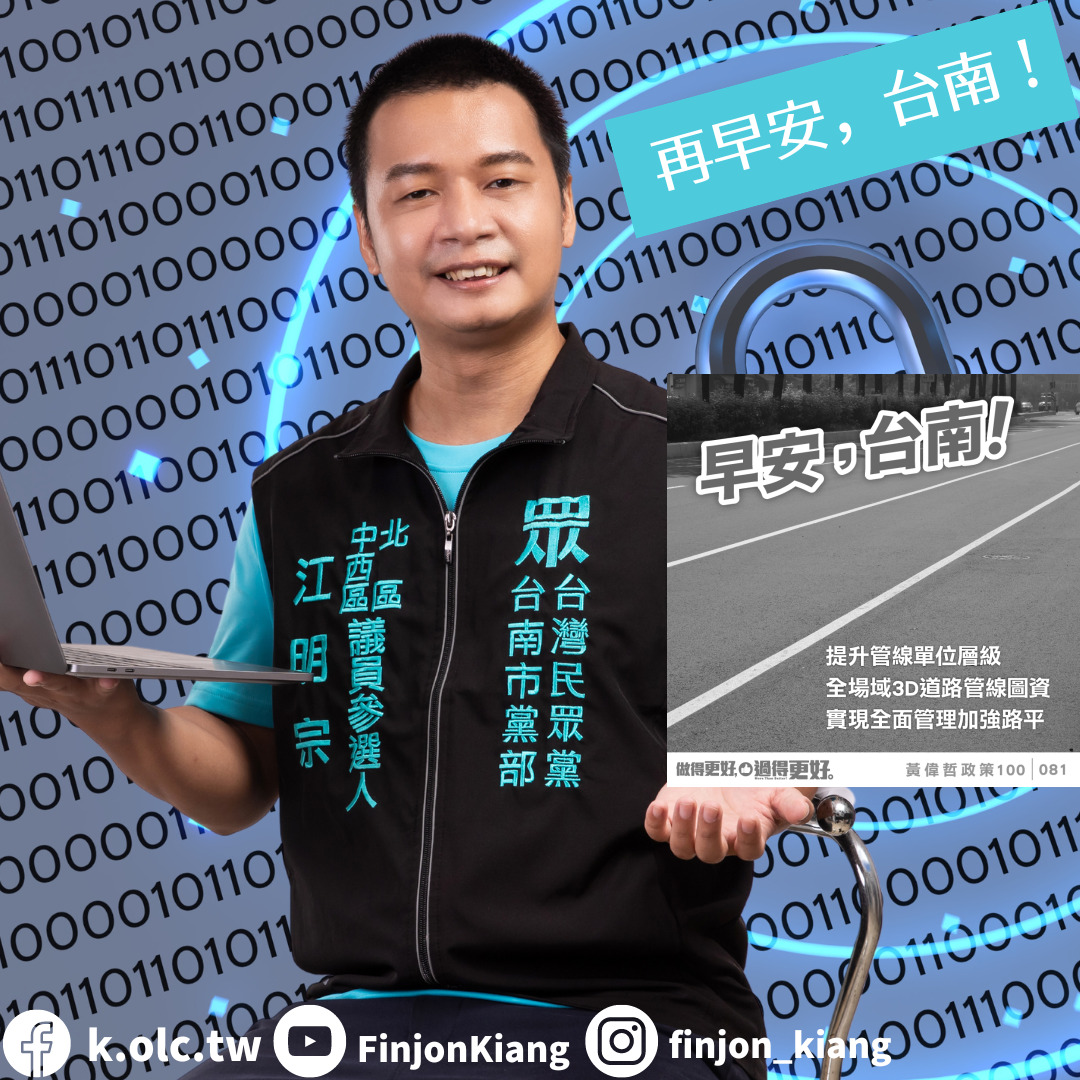 再早安，台南！
早安，台南！
提升管線單位層級
全場域3D道路管線圖資
實現全面管理加強路平
做得更好，過得更好。
黃偉哲政策100 | 081
北區
中西區
議員參選人
江明宗
眾
台灣民眾黨
台南市黨部
k.olc.tw
FinjonKiang
finjon_kiang